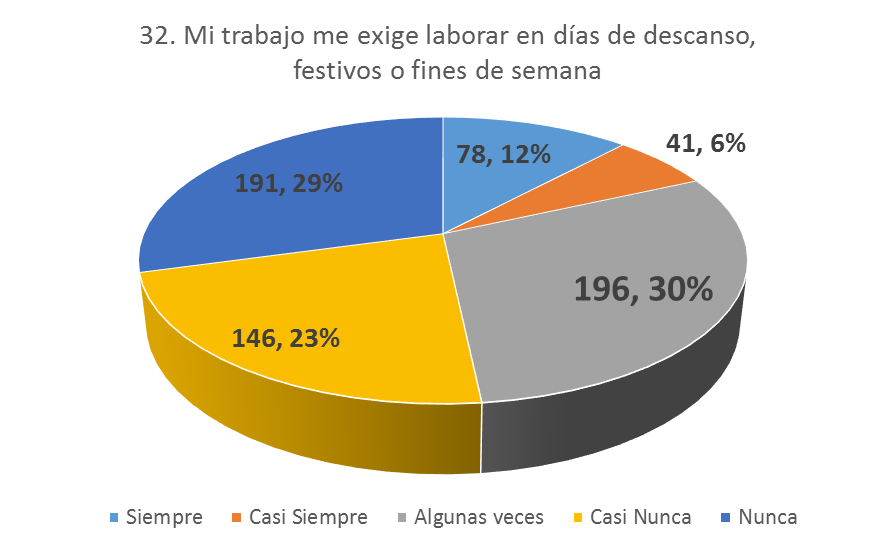 32. Mi trabajo me exige laborar en días de descanso,
festivos o fines de semana
78, 12%
41, 6%
191, 29%
196, 30%
146, 23%
Siempre
Casi Siempre
Algunas veces
Casi Nunca
Nunca